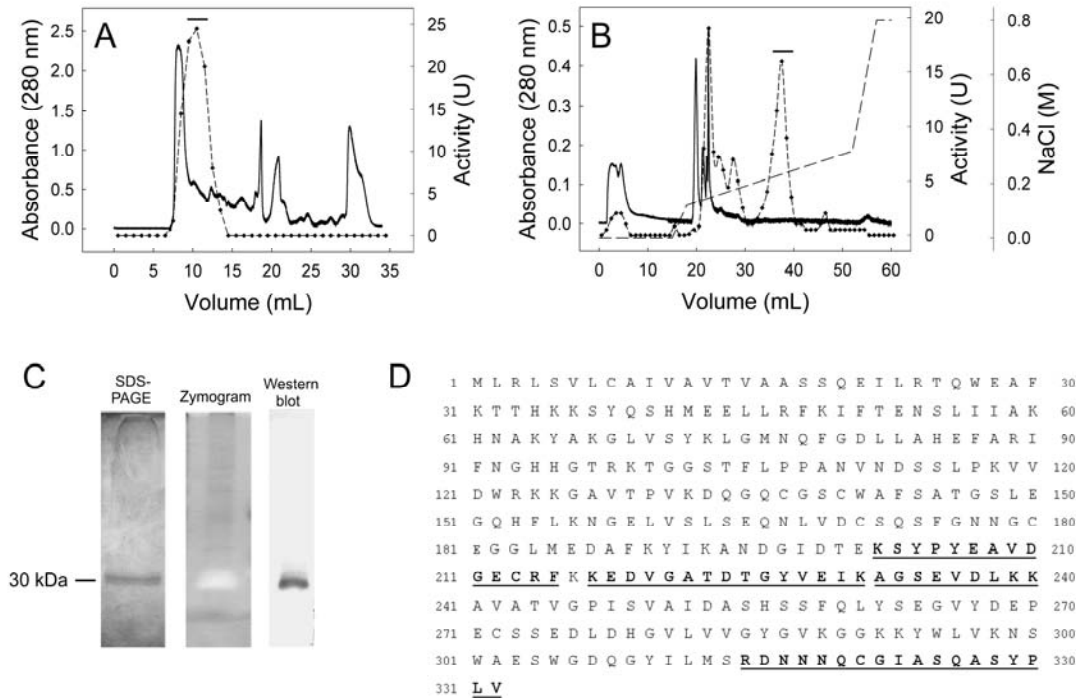 A
Absorbance (280 nm)
2.5
2.0
1.5
1.0
0.5
0.0
0 5 10 15 20 25 30 35
Volume (mL)
25
20
15
10
5
0
Activity (U)
B
Absorbance (280 nm)
0.5
0.4
0.3
0.2
0.1
0.0
0 10 20 30 40 50 60
Volume (mL)
20
15
10
5
0
Activity (U)
0.8
0.6
0.4
0.2
0.0
NaCl (M)
C
SDS-
PAGE
Zymogram
Western
blot
30 kDa
D
1 M L R L S V L C A I V A V T V A A S S Q E I L R T Q W E A F 30
31 K T T H K K S Y Q S H M E E L L R F K I F T E N S L I I A K 60
61 H N A K Y A K G L V S Y K L G M N Q F G D L L A H E F A R I 90
91 F N G H H G T R K T G G S T F L P P A N V N D S S L P K V V 120
121 D W R K K G A V T P V K D Q G Q C G S C W A F S A T G S L E 150
151 G Q H F L K N G E L V S L S E Q N L V D C S Q S F G N N G C 180
181 E G G L M E D A F K Y I K A N D G I D T E K S Y P Y E A V D 210
211 G E C R F K K E D V G A T D T G Y V E I K A G S E V D L K K 240
241 A V A T V G P I S V A I D A S H S S F Q L Y S E G V Y D E P 270
271 E C S S E D L D H G V L V V G Y G V K G G K K Y W L V K N S 300
301 W A E S W G D Q G Y I L M S R D N N N Q C G I A S Q A S Y P 330
331 L V